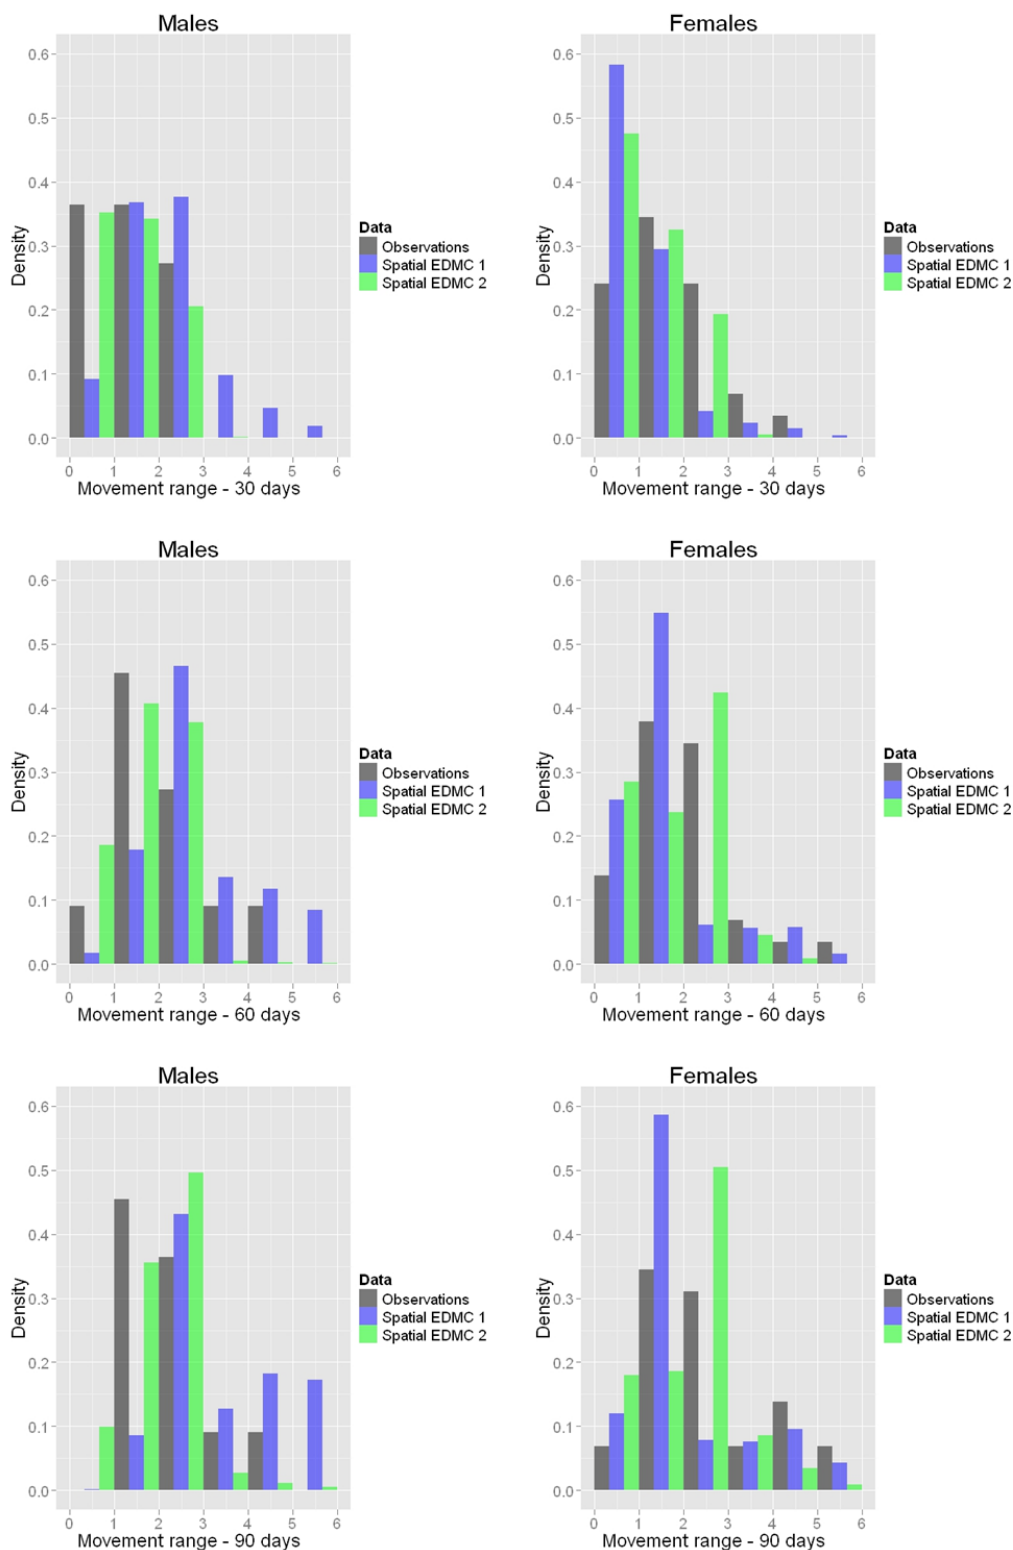 Males
0.6
0.5
0.4
0.3
0.2
0.1
0.0
Density
0 1 2 3 4 5 6
Movement range - 30 days
Data
Observations
Spatial EDMC 1
Spatial EDMC 2
Females
0.6
0.5
0.4
0.3
0.2
0.1
0.0
Density
0 1 2 3 4 5 6
Movement range - 30 days
Data
Observations
Spatial EDMC 1
Spatial EDMC 2
Males
0.6
0.5
0.4
0.3
0.2
0.1
0.0
Density
0 1 2 3 4 5 6
Movement range - 60 days
Data
Observations
Spatial EDMC 1
Spatial EDMC 2
Females
0.6
0.5
0.4
0.3
0.2
0.1
0.0
Density
0 1 2 3 4 5 6
Movement range - 60 days
Data
Observations
Spatial EDMC 1
Spatial EDMC 2
Males
0.6
0.5
0.4
0.3
0.2
0.1
0.0
Density
0 1 2 3 4 5 6
Movement range - 90 days
Data
Observations
Spatial EDMC 1
Spatial EDMC 2
Females
0.6
0.5
0.4
0.3
0.2
0.1
0.0
Density
0 1 2 3 4 5 6
Movement range - 90 days
Data
Observations
Spatial EDMC 1
Spatial EDMC 2